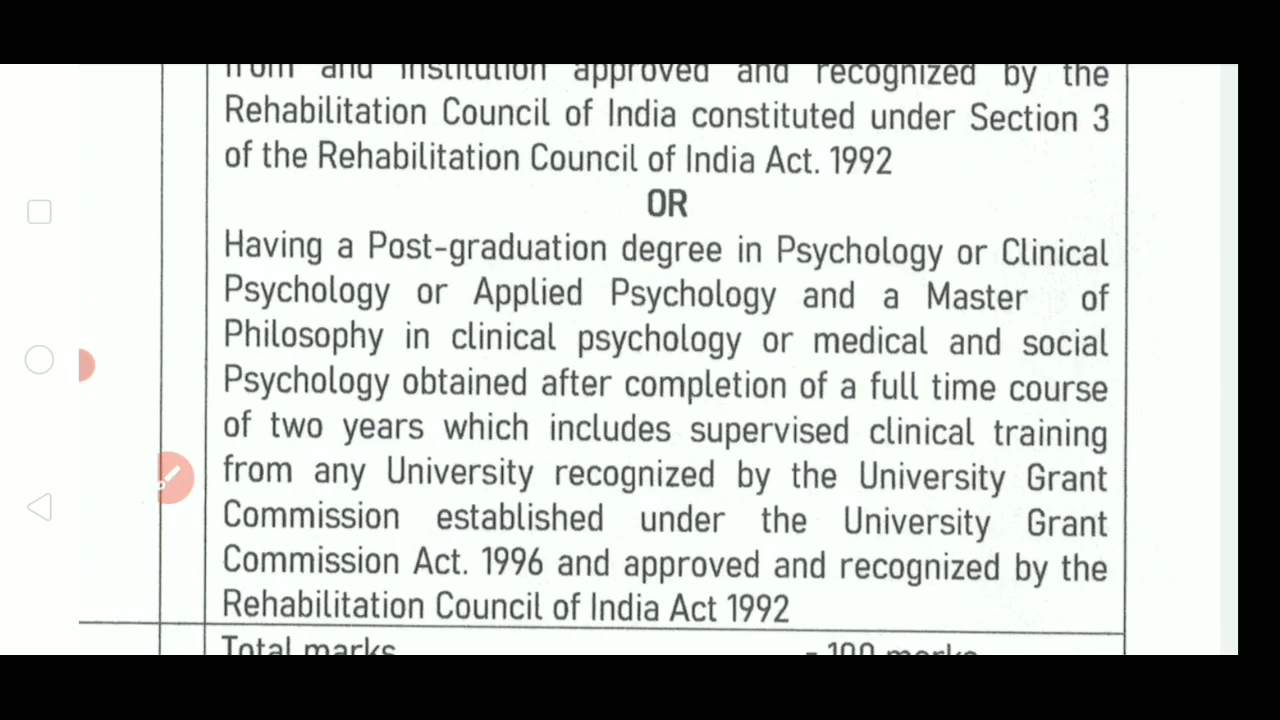 from and institution approved and recognized by the
Rehabilitation Council of India constituted under Section 3
of the Rehabilitation Council of India Act. 1992
OR
Having a Post-graduation degree in Psychology or Clinical
Psychology or Applied Psychology and a Master of
Philosophy in clinical psychology or medical and social
Psychology obtained after completion of a full time course
of two years which includes supervised clinical training
from any University recognized by the University Grant
Commission established under the University Grant
Commission Act. 1996 and approved and recognized by the
Rehabilitation Council of India Act 1992
Total marks - 100 marks